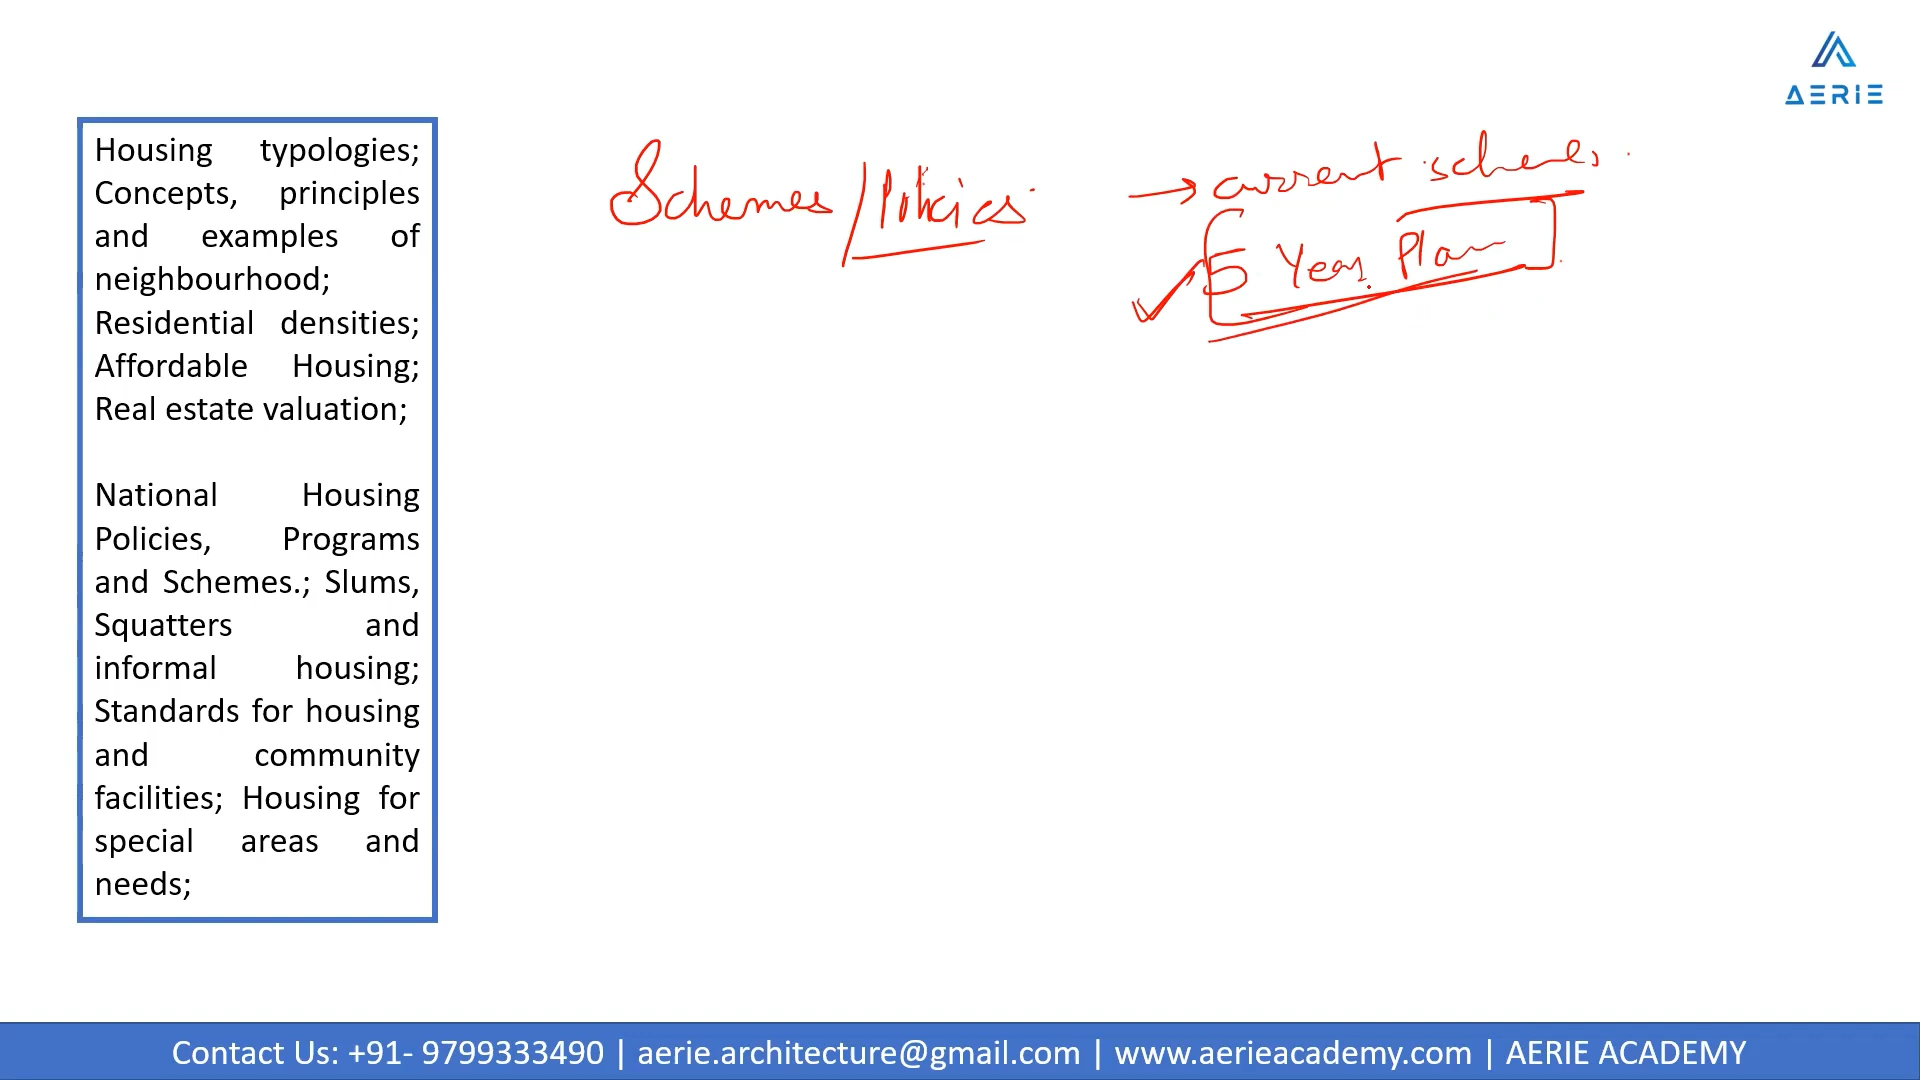 AERIE
Housing typologies;
Concepts, principles
and examples of
neighbourhood;
Residential densities;
Affordable Housing;
Real estate valuation;
National Housing
Policies, Programs
and Schemes.; Slums,
Squatters and
informal housing;
Standards for housing
and community
facilities; Housing for
special areas and
needs;
Schemes/Policies
→ current schemes
5 Year Plan
Contact Us: +91- 9799333490 | aerie.architecture@gmail.com | www.aerieacademy.com | AERIE ACADEMY